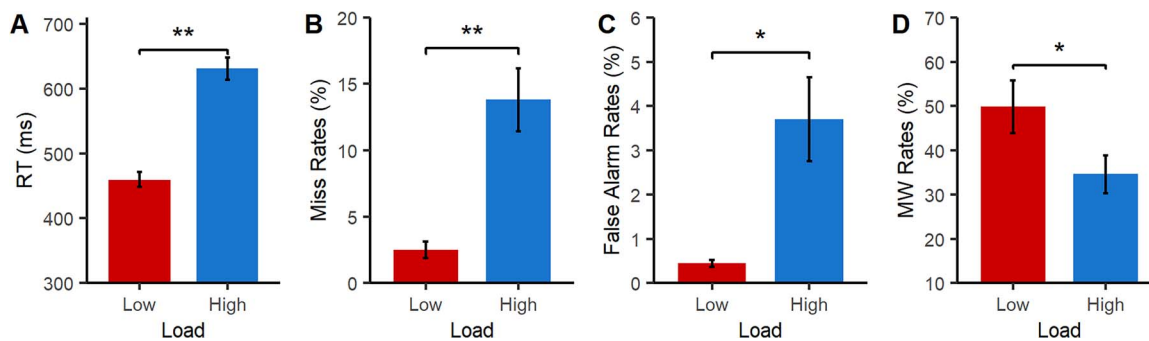 A
RT (ms)
700
600
500
400
300
**
Low High
Load
B
Miss Rates (%)
20
15
10
5
0
**
Low High
Load
C
False Alarm Rates (%)
6
5
4
3
2
1
0
*
Low High
Load
D
MW Rates (%)
70
60
50
40
30
20
10
*
Low High
Load